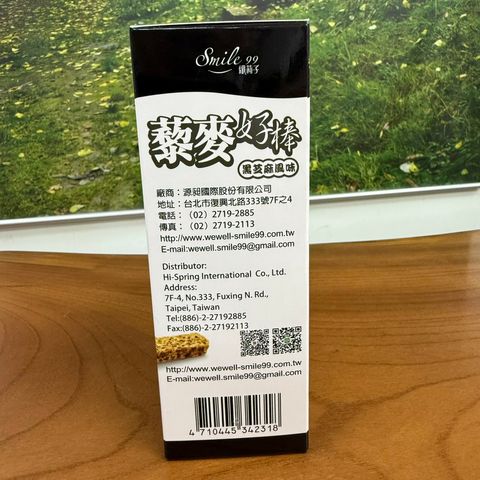 Smile 99
纖莳子
藜麥好棒
黑芝麻風味
廠商：源昶國際股份有限公司
地址：台北市復興北路333號7F之4
電話：（02）2719-2885
傳真：（02）2719-2113
http://www.wewell-smile99.com.tw
E-mail:wewell.smile99@gmail.com
Distributor:
Hi-Spring International Co., Ltd.
Address:
7F-4, No.333, Fuxing N. Rd.,
Taipei, Taiwan
Tel:(886)-2-27192885
Fax:(886)-2-27192113
http://www.wewell-smile99.com.tw
E-mail:wewell.smile99@gmail.com
4 710445 342318